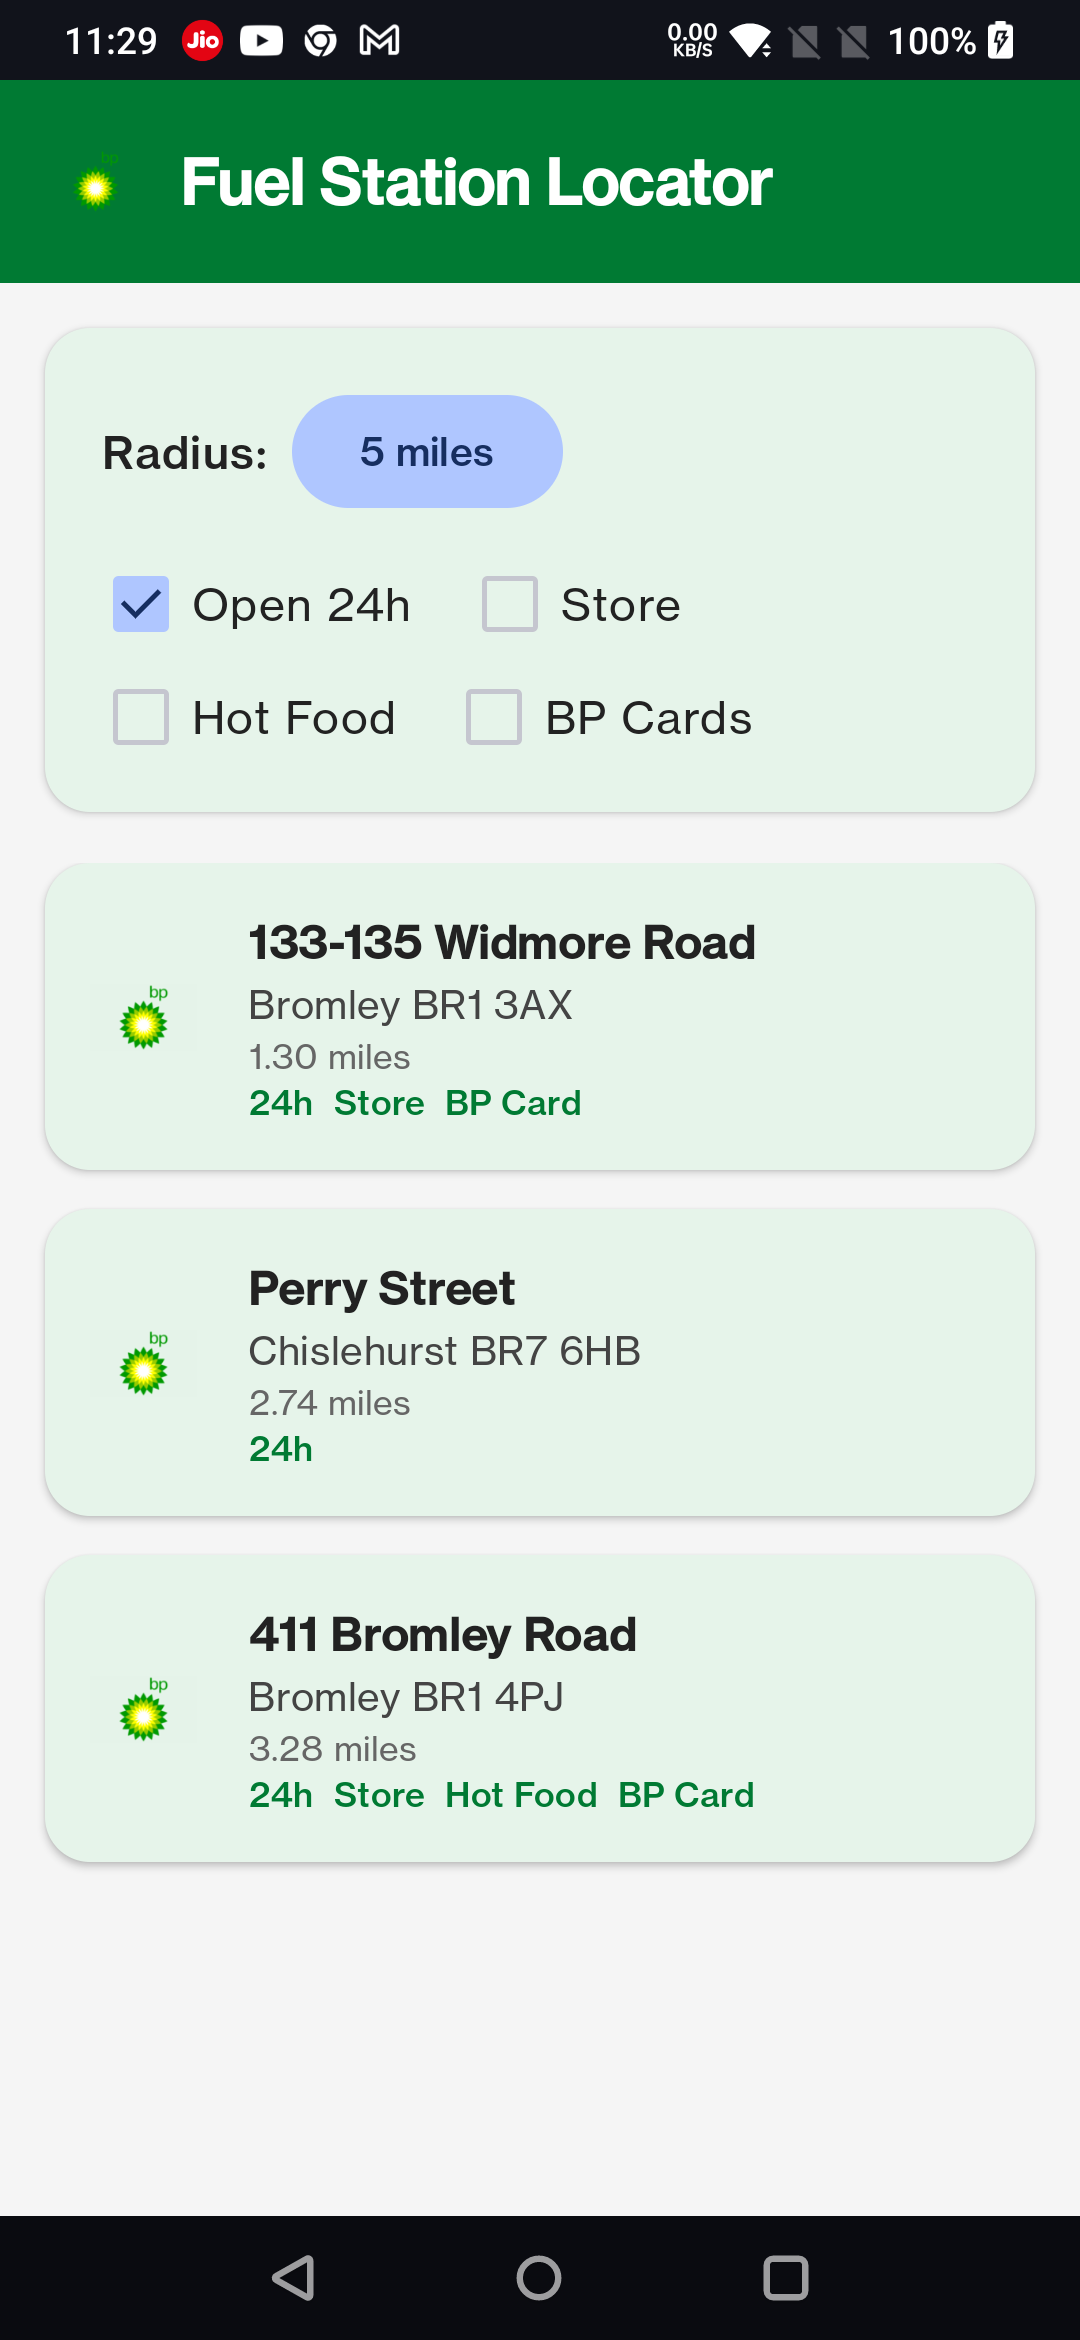 11:29 Jio 0.00 KB/S 100%
bp
Fuel Station Locator
Radius: 5 miles
Open 24h Store
Hot Food BP Cards
133-135 Widmore Road
bp
Bromley BR1 3AX
1.30 miles
24h Store BP Card
Perry Street
bp
Chislehurst BR7 6HB
2.74 miles
24h
411 Bromley Road
bp
Bromley BR1 4PJ
3.28 miles
24h Store Hot Food BP Card